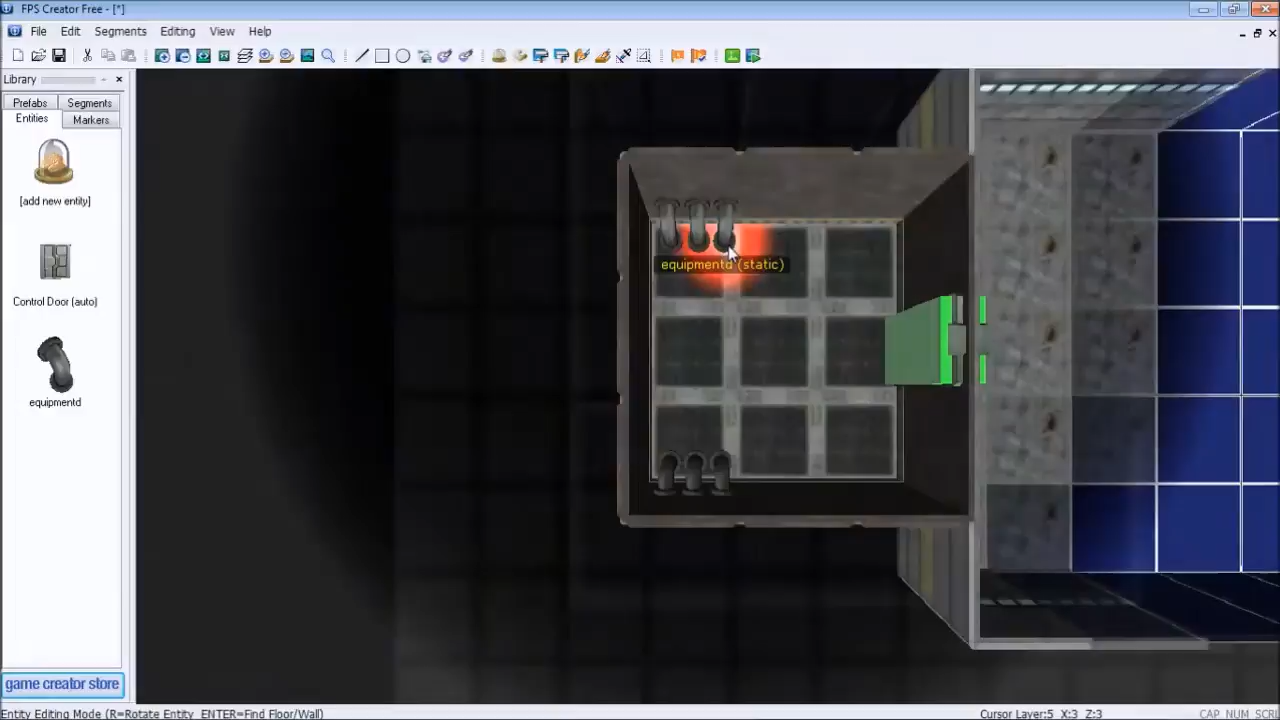 FPS Creator Free - [*]
File Edit Segments Editing View Help
Library
Prefabs Segments
Entities Markers
[add new entity]
Control Door (auto)
equipmentd
equipmentd (static)
game creator store
Entity Editing Mode (R=Rotate Entity ENTER=Find Floor/Wall) Cursor Layer:5 X:3 Z:3 CAP NUM SCRL